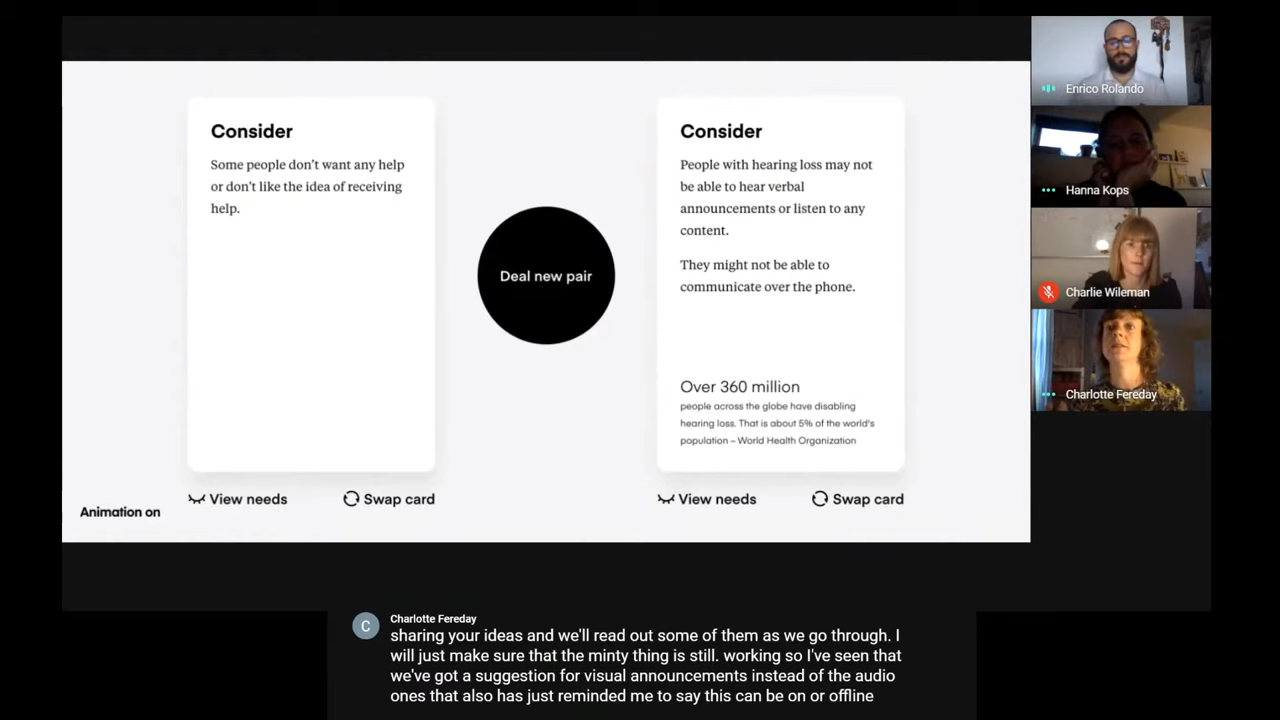 Consider
Some people don't want any help
or don't like the idea of receiving
help.
View needs
Swap card
Animation on
Deal new pair
Consider
People with hearing loss may not
be able to hear verbal
announcements or listen to any
content.
They might not be able to
communicate over the phone.
Over 360 million
people across the globe have disabling
hearing loss. That is about 5% of the world's
population – World Health Organization
View needs
Swap card
Enrico Rolando
Hanna Kops
Charlie Wileman
Charlotte Fereday
C
Charlotte Fereday
sharing your ideas and we'll read out some of them as we go through. I
will just make sure that the minty thing is still. working so I've seen that
we've got a suggestion for visual announcements instead of the audio
ones that also has just reminded me to say this can be on or offline